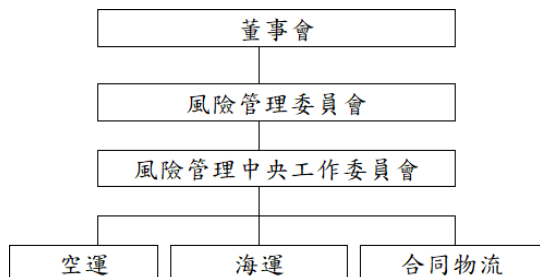 董事會
風險管理委員會
風險管理中央工作委員會
空運
海運
合同物流